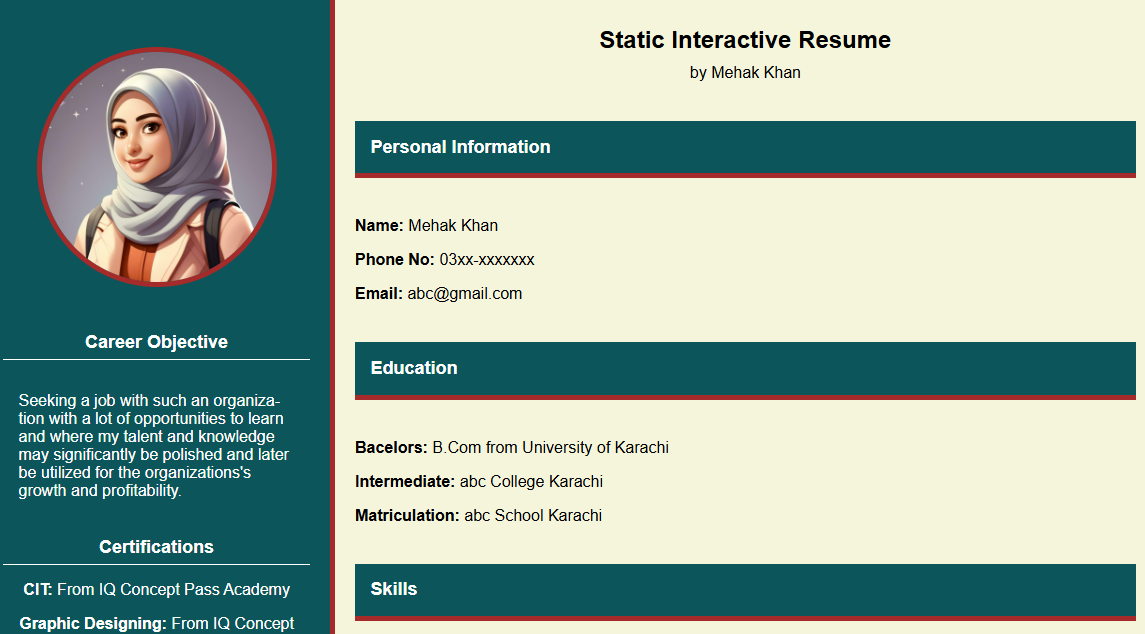 Career Objective
Seeking a job with such an organiza-
tion with a lot of opportunities to learn
and where my talent and knowledge
may significantly be polished and later
be utilized for the organizations's
growth and profitability.
Certifications
CIT: From IQ Concept Pass Academy
Graphic Designing: From IQ Concept
Static Interactive Resume
by Mehak Khan
Personal Information
Name: Mehak Khan
Phone No: 03xx-xxxxxxx
Email: abc@gmail.com
Education
Bacelors: B.Com from University of Karachi
Intermediate: abc College Karachi
Matriculation: abc School Karachi
Skills